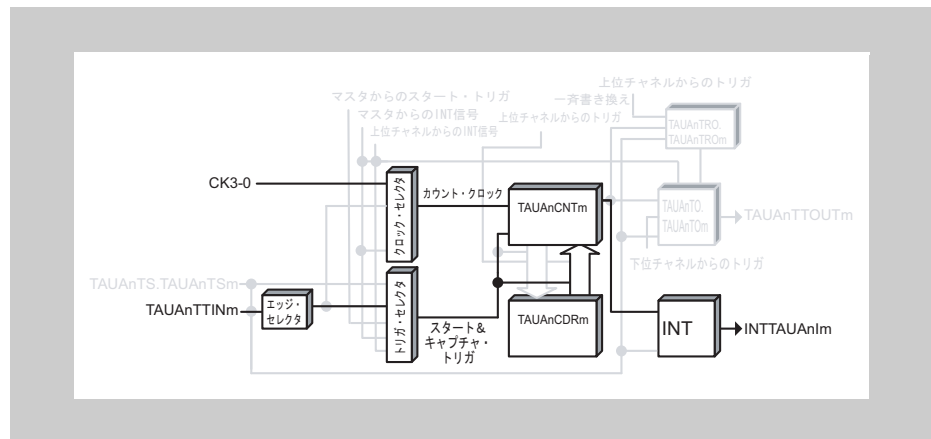 上位チャネルからのトリガ
マスタからのスタート・トリガ
一斉書き換え
マスタからのINT信号
上位チャネルからのトリガ
上位チャネルからのINT信号
TAUAnTRO.
TAUAnTROm
CK3-0
クロック・セレクタ
カウント・クロック
TAUAnCNTm
TAUAnTO.
TAUAnTOm
TAUAnTTOUTm
下位チャネルからのトリガ
TAUAnTS.TAUAnTSm
TAUAnTTINm
エッジ・
セレクタ
トリガ・セレクタ
スタート&
キャプチャ・
トリガ
TAUAnCDRm
INT
INTTAUAnIm